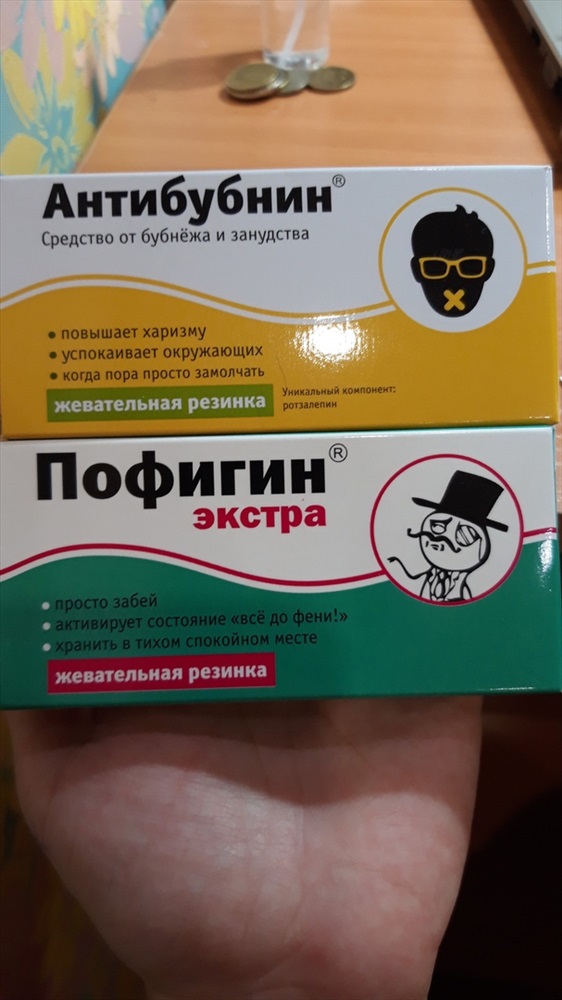 Антибубнин®
Средство от бубнёжа и занудства
• повышает харизму
• успокаивает окружающих
• когда пора просто замолчать
жевательная резинка
Уникальный компонент:
ротзалепин
Пофигин®
экстра
• просто забей
• активирует состояние «всё до фени!»
• хранить в тихом спокойном месте
жевательная резинка